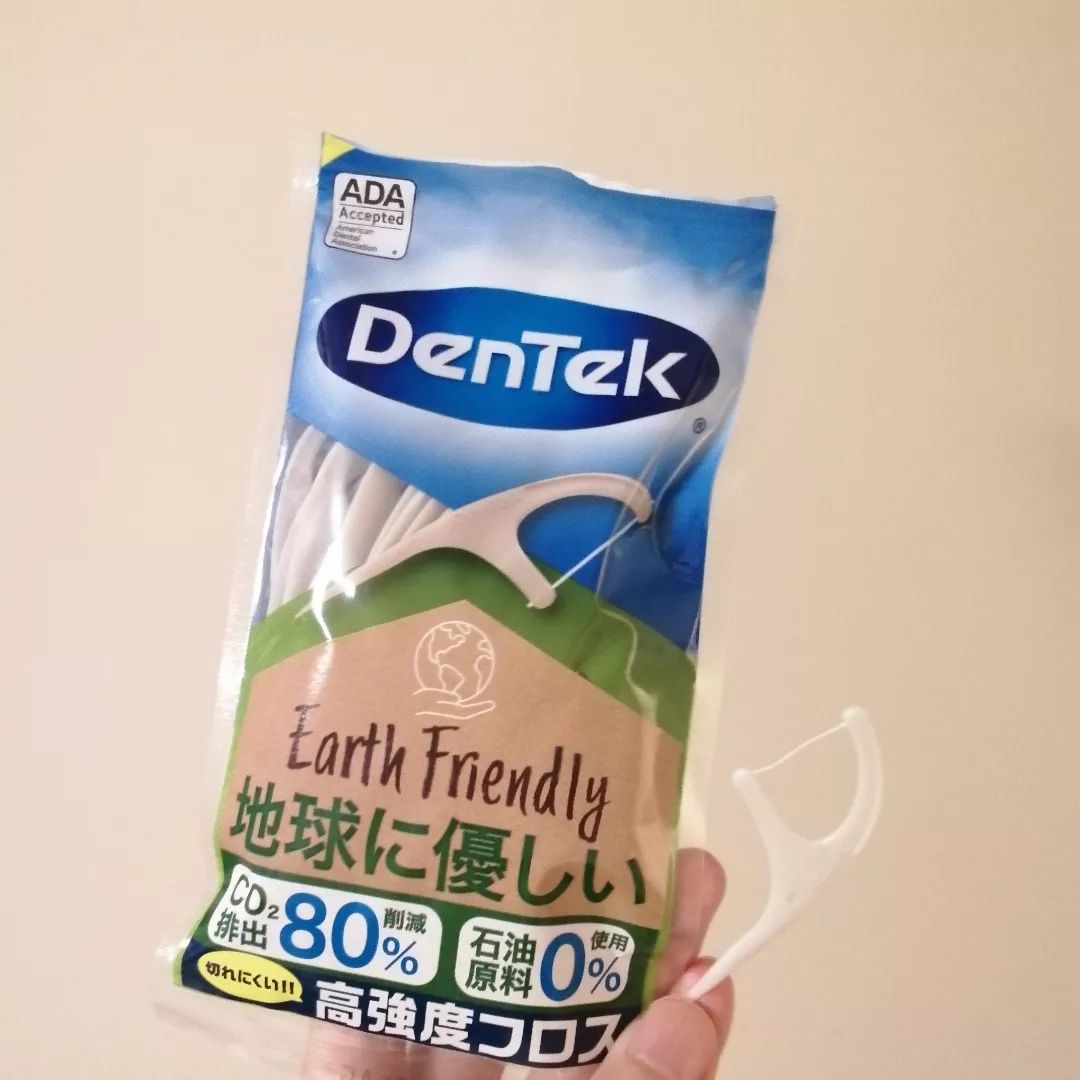 ADA
Accepted
American
Dental
Association
DenTek
®
Earth Friendly
地球に優しい
CO₂
排出
80%
削減
石油
原料
0%
使用
切れにくい!!
高強度フロス